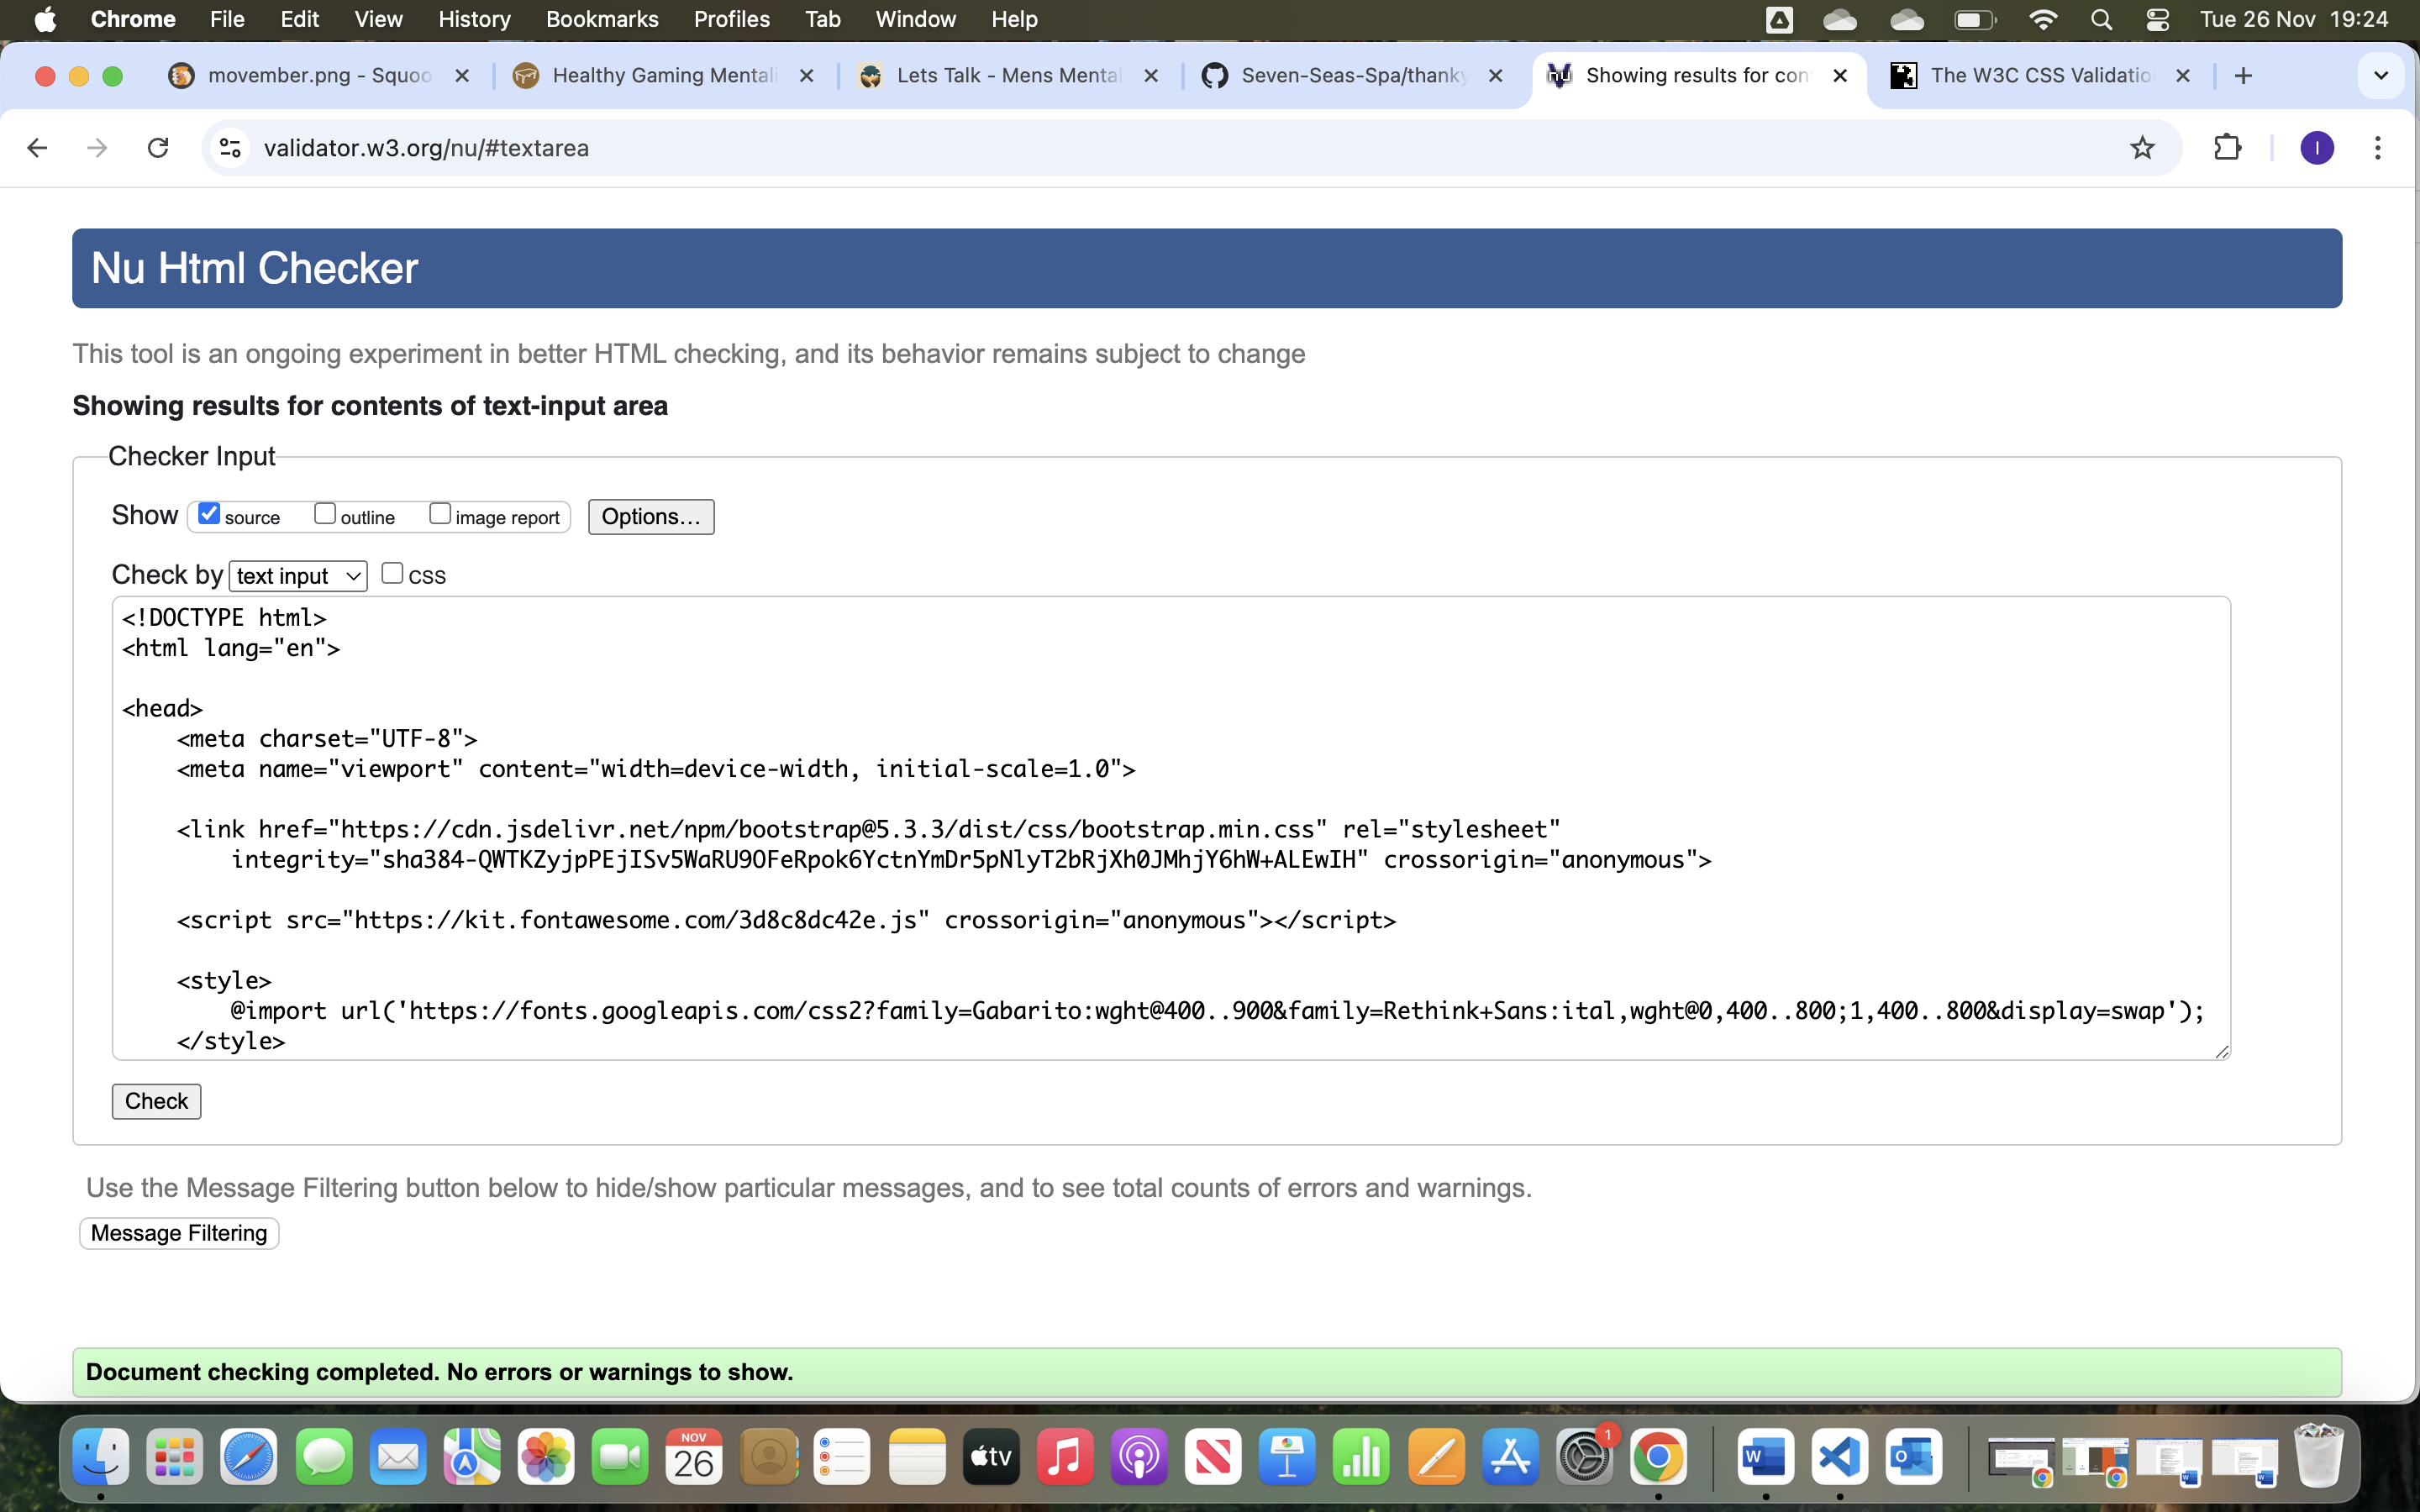 Chrome File Edit View History Bookmarks Profiles Tab Window Help Tue 26 Nov 19:24
movember.png - Squoo Healthy Gaming Mentali Lets Talk - Mens Mental Seven-Seas-Spa/thanky Showing results for con The W3C CSS Validatio
validator.w3.org/nu/#textarea I
Nu Html Checker
This tool is an ongoing experiment in better HTML checking, and its behavior remains subject to change
Showing results for contents of text-input area
Checker Input
Show source outline image report Options...
Check by text input CSS
<!DOCTYPE html>
<html lang="en">
<head>
<meta charset="UTF-8">
<meta name="viewport" content="width=device-width, initial-scale=1.0">
<link href="https://cdn.jsdelivr.net/npm/bootstrap@5.3.3/dist/css/bootstrap.min.css" rel="stylesheet"
integrity="sha384-QWTKZyjpPEjISv5WaRU9OFeRpok6YctnYmDr5pNlyT2bRjXh0JMhjY6hW+ALEwIH" crossorigin="anonymous">
<script src="https://kit.fontawesome.com/3d8c8dc42e.js" crossorigin="anonymous"></script>
<style>
@import url('https://fonts.googleapis.com/css2?family=Gabarito:wght@400..900&family=Rethink+Sans:ital,wght@0,400..800;1,400..800&display=swap');
</style>
Check
Use the Message Filtering button below to hide/show particular messages, and to see total counts of errors and warnings.
Message Filtering
Document checking completed. No errors or warnings to show.
NOV
26
tv
1